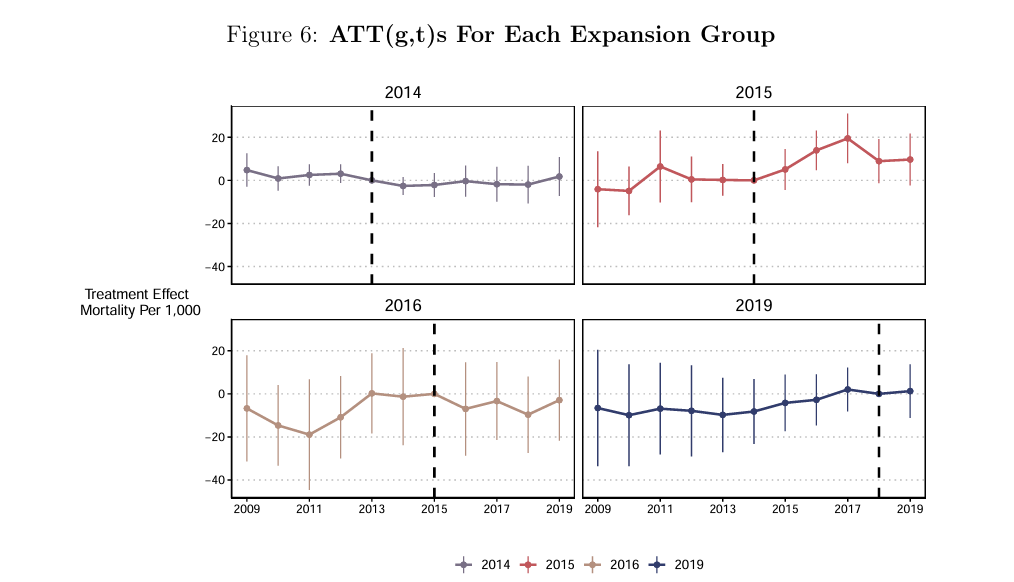 Figure 6: ATT(g,t)s For Each Expansion Group
2014
2015
20
0
−20
−40
Treatment Effect
Mortality Per 1,000
2016
2019
20
0
−20
−40
2009 2011 2013 2015 2017 2019 2009 2011 2013 2015 2017 2019
2014 2015 2016 2019